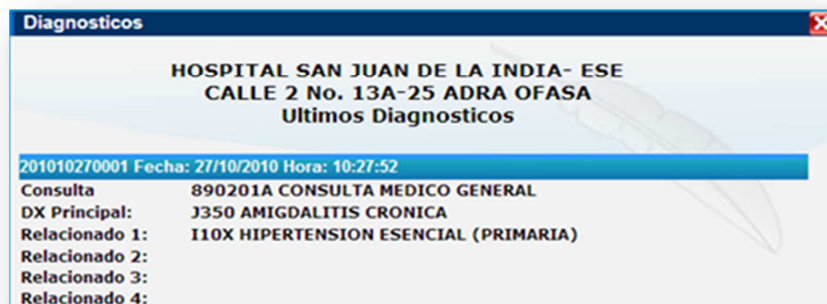 Diagnosticos
HOSPITAL SAN JUAN DE LA INDIA- ESE
CALLE 2 No. 13A-25 ADRA OFASA
Ultimos Diagnosticos
201010270001 Fecha: 27/10/2010 Hora: 10:27:52
Consulta 890201A CONSULTA MEDICO GENERAL
DX Principal: J350 AMIGDALITIS CRONICA
Relacionado 1: I10X HIPERTENSION ESENCIAL (PRIMARIA)
Relacionado 2:
Relacionado 3:
Relacionado 4: